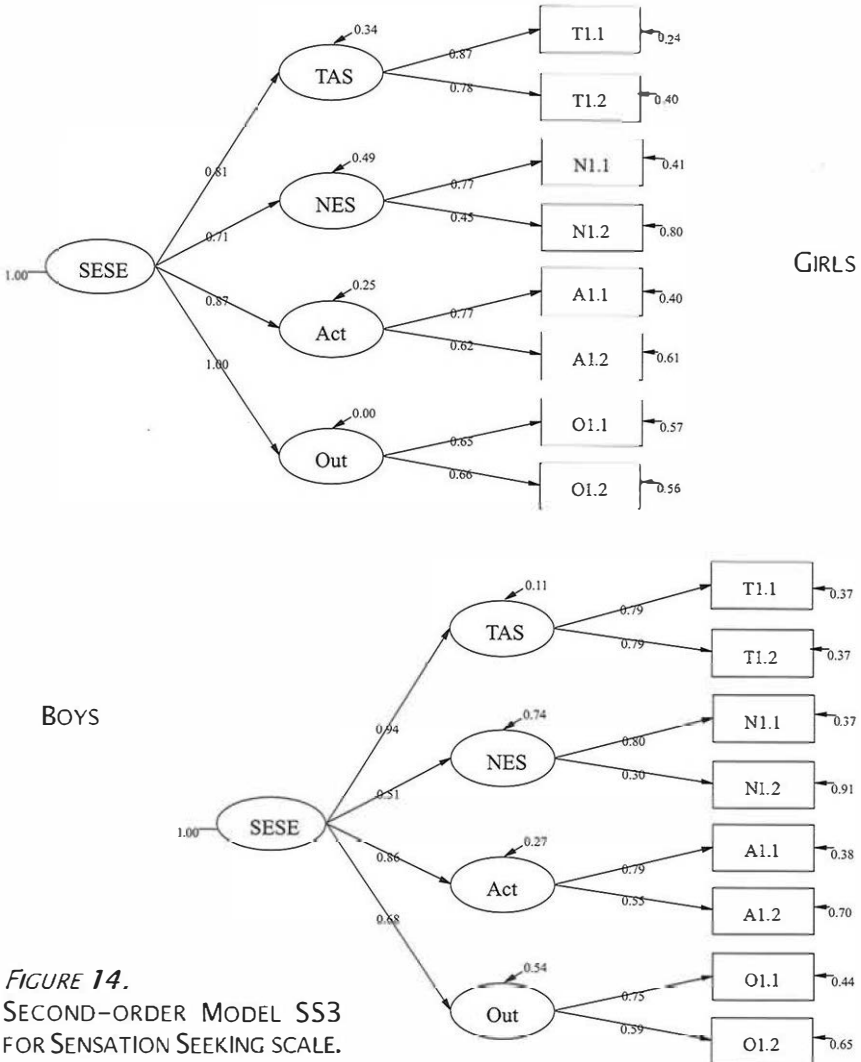 0.34
TAS
0.87
T1.1
0.24
0.78
T1.2
0.40
0.81
0.49
NES
0.77
N1.1
0.41
0.45
N1.2
0.80
0.71
1.00
SESE
GIRLS
0.87
0.25
Act
0.77
A1.1
0.40
0.62
A1.2
0.61
1.00
0.00
Out
0.65
O1.1
0.57
0.66
O1.2
0.56
BOYS
0.11
TAS
0.79
T1.1
0.37
0.79
T1.2
0.37
0.94
0.74
NES
0.80
N1.1
0.37
0.30
N1.2
0.91
0.51
1.00
SESE
0.86
0.27
Act
0.79
A1.1
0.38
0.55
A1.2
0.70
0.68
0.54
Out
0.75
O1.1
0.44
0.59
O1.2
0.65
FIGURE 14.
SECOND-ORDER MODEL SS3
FOR SENSATION SEEKING SCALE.